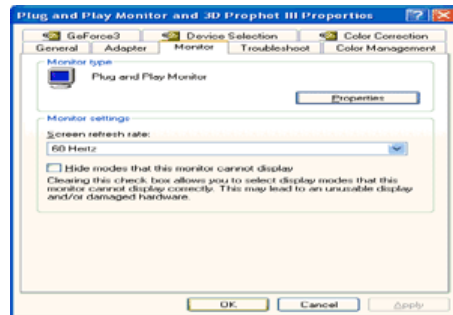 Plug and Play Monitor and 3D Prophet III Properties
GeForce3 Device Selection Color Correction
General Adapter Monitor Troubleshoot Color Management
Monitor type
Plug and Play Monitor
Properties
Monitor settings
Screen refresh rate:
60 Hertz
Hide modes that this monitor cannot display
Clearing this check box allows you to select display modes that this
monitor cannot display correctly. This may lead to an unusable display
and/or damaged hardware.
OK Cancel Apply